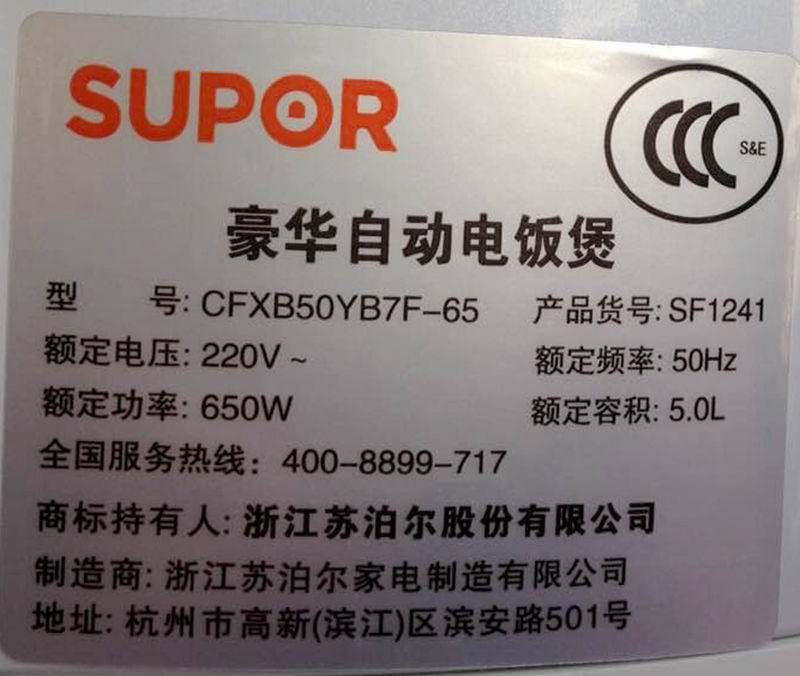 SUPOR
CCC S&E
豪华自动电饭煲
型 号: CFXB50YB7F-65 产品货号: SF1241
额定电压: 220V ~ 额定频率: 50Hz
额定功率: 650W 额定容积: 5.0L
全国服务热线: 400-8899-717
商标持有人: 浙江苏泊尔股份有限公司
制造商: 浙江苏泊尔家电制造有限公司
地址: 杭州市高新(滨江)区滨安路501号